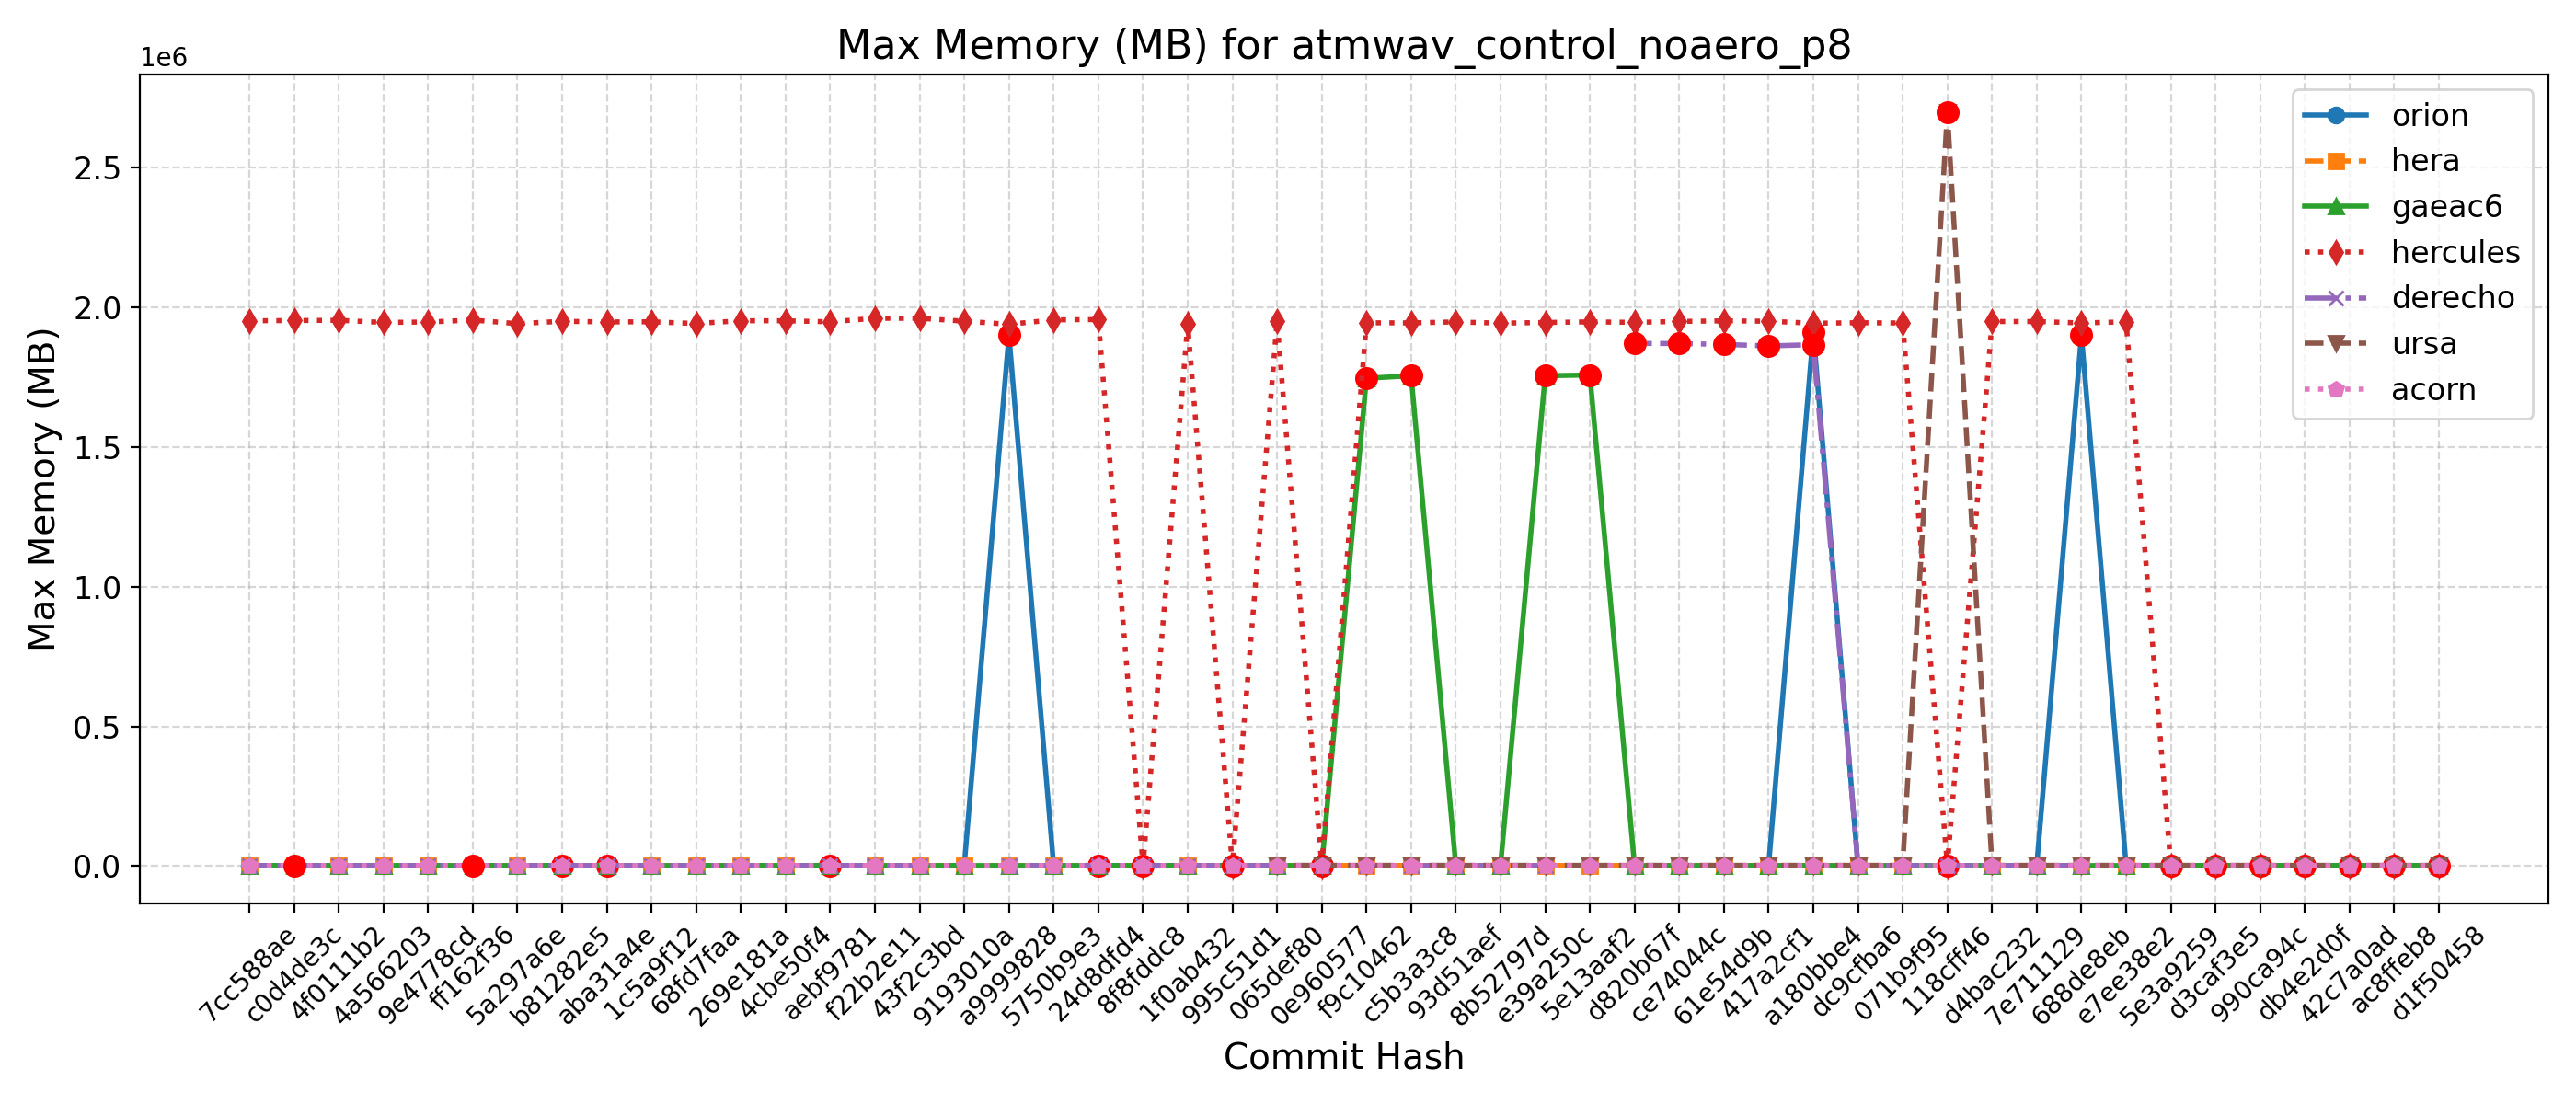 Max Memory (MB) for atmwav_control_noaero_p8
1e6
Max Memory (MB)
2.5
2.0
1.5
1.0
0.5
0.0
orion
hera
gaeac6
hercules
derecho
ursa
acorn
7cc588ae
c0d4de3c
4f0111b2
4a566203
9e4778cd
ff162f36
5a297a6e
b81282e5
aba31a4e
1c5a9f12
68fd7faa
269e181a
4cbe50f4
aebf9781
f22b2e11
43f2c3bd
9193010a
a9999828
5750b9e3
24d8dfd4
8f8fddc8
1f0ab432
995c51d1
065def80
0e960577
f9c10462
c5b3a3c8
93d51aef
8b52797d
e39a250c
5e13aaf2
d820b67f
ce74044c
61e54d9b
417a2cf1
a180bbe4
dc9cfba6
071b9f95
118cff46
d4bac232
7e711129
688de8eb
e7ee38e2
5e3a9259
d3caf3e5
990ca94c
db4e2d0f
42c7a0ad
ac8ffeb8
d1f50458
Commit Hash